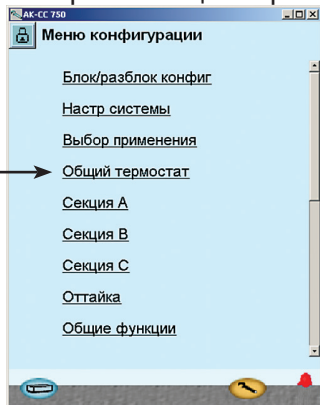 AK-CC 750
Меню конфигурации
Блок/разблок конфиг
Настр системы
Выбор применения
Общий термостат
Секция A
Секция B
Секция C
Оттайка
Общие функции